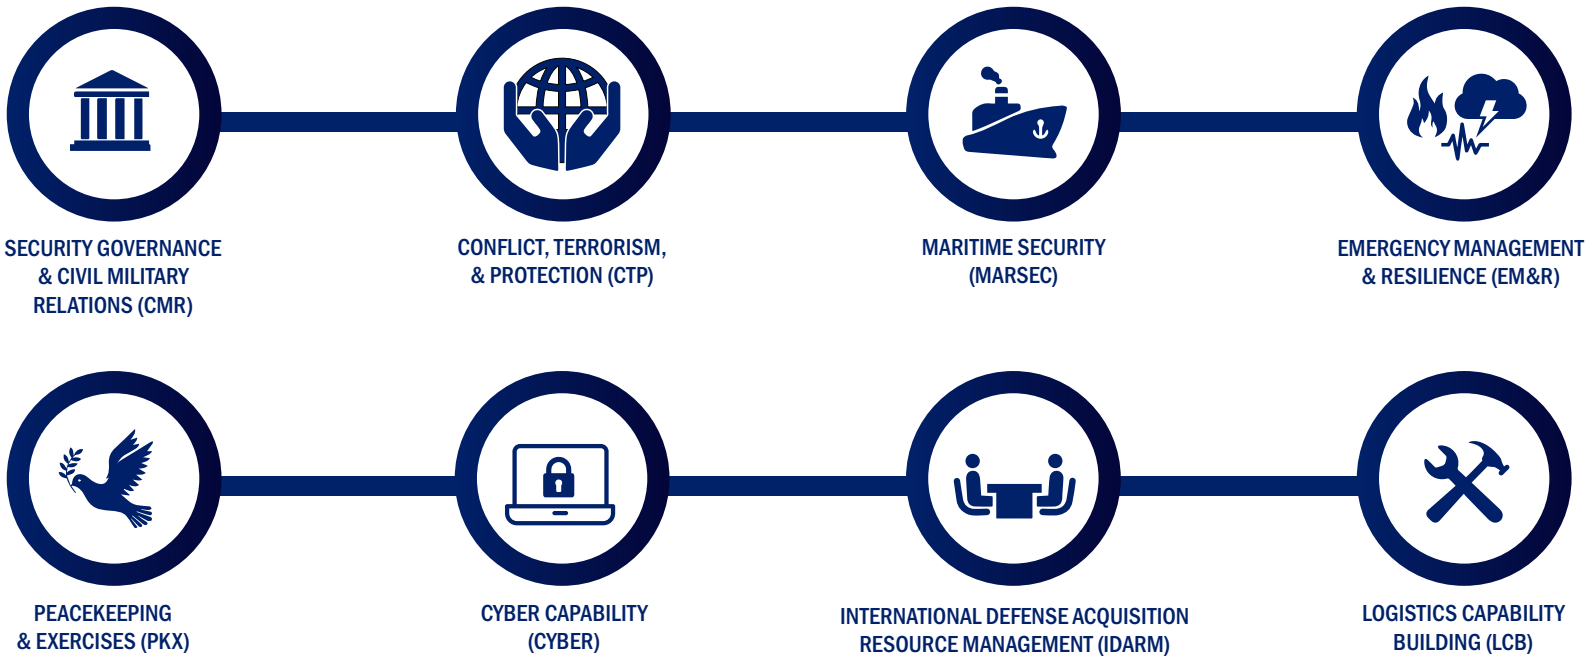 SECURITY GOVERNANCE
& CIVIL MILITARY
RELATIONS (CMR)
CONFLICT, TERRORISM,
& PROTECTION (CTP)
MARITIME SECURITY
(MARSEC)
EMERGENCY MANAGEMENT
& RESILIENCE (EM&R)
PEACEKEEPING
& EXERCISES (PKX)
CYBER CAPABILITY
(CYBER)
INTERNATIONAL DEFENSE ACQUISITION
RESOURCE MANAGEMENT (IDARM)
LOGISTICS CAPABILITY
BUILDING (LCB)